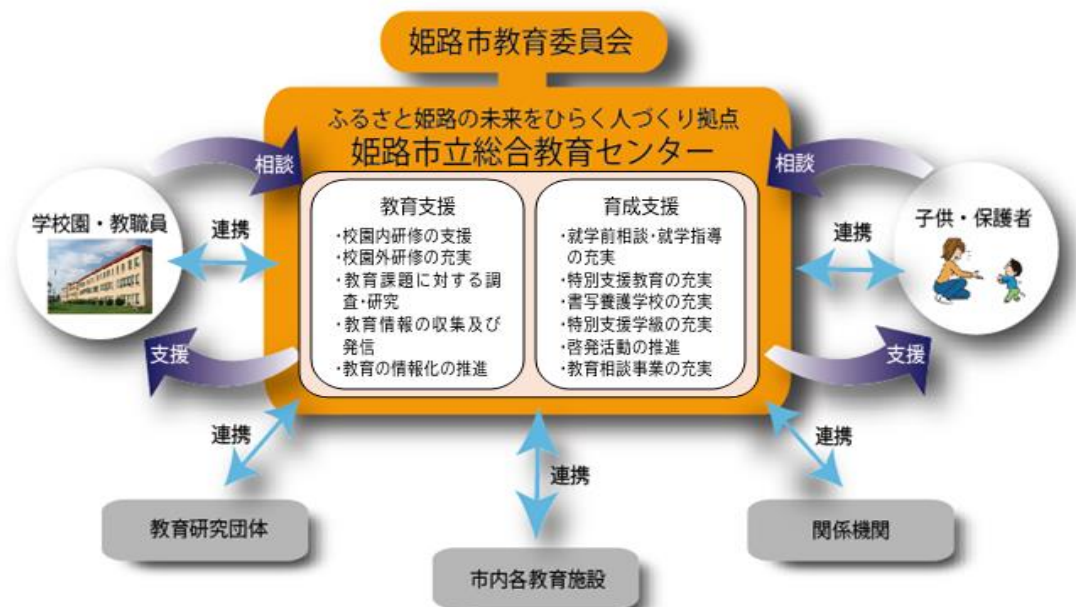 姫路市教育委員会
ふるさと姫路の未来をひらく人づくり拠点
姫路市立総合教育センター
相談
相談
学校園・教職員
連携
教育支援
・校園内研修の支援
・校園外研修の充実
・教育課題に対する調
査・研究
・教育情報の収集及び
発信
・教育の情報化の推進
育成支援
・就学前相談・就学指導
の充実
・特別支援教育の充実
・書写養護学校の充実
・特別支援学級の充実
・啓発活動の推進
・教育相談事業の充実
連携
子供・保護者
支援
支援
連携
連携
連携
教育研究団体
市内各教育施設
関係機関